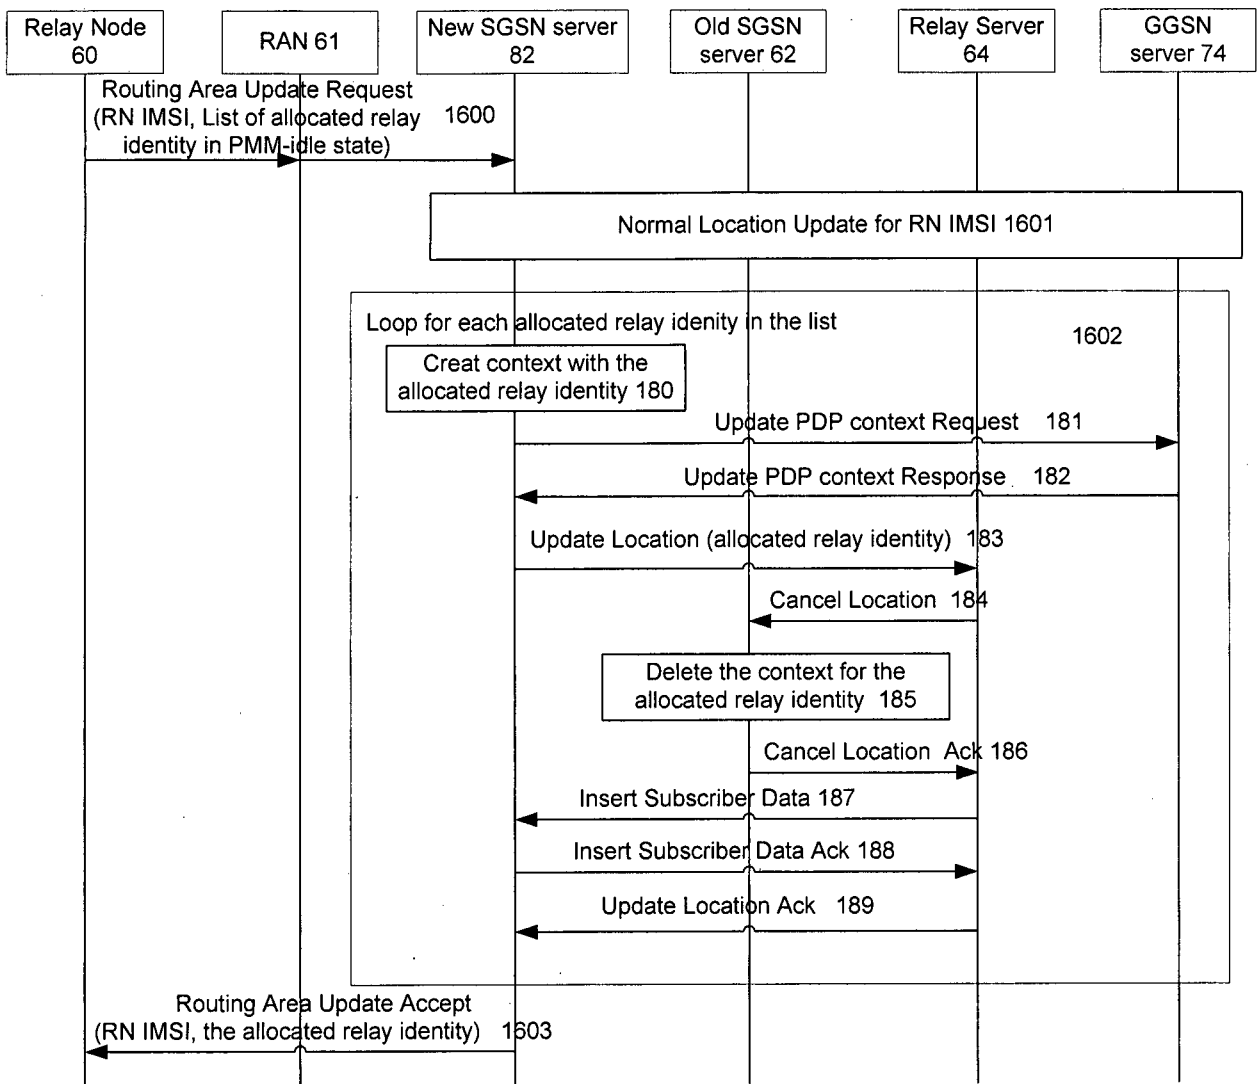 Relay Node
60
RAN 61
New SGSN server
82
Old SGSN
server 62
Relay Server
64
GGSN
server 74
Routing Area Update Request
(RN IMSI, List of allocated relay
identity in PMM-idle state)
1600
Normal Location Update for RN IMSI 1601
Loop for each allocated relay idenity in the list
1602
Creat context with the
allocated relay identity 180
Update PDP context Request 181
Update PDP context Response 182
Update Location (allocated relay identity) 183
Cancel Location 184
Delete the context for the
allocated relay identity 185
Cancel Location Ack 186
Insert Subscriber Data 187
Insert Subscriber Data Ack 188
Update Location Ack 189
Routing Area Update Accept
(RN IMSI, the allocated relay identity) 1603